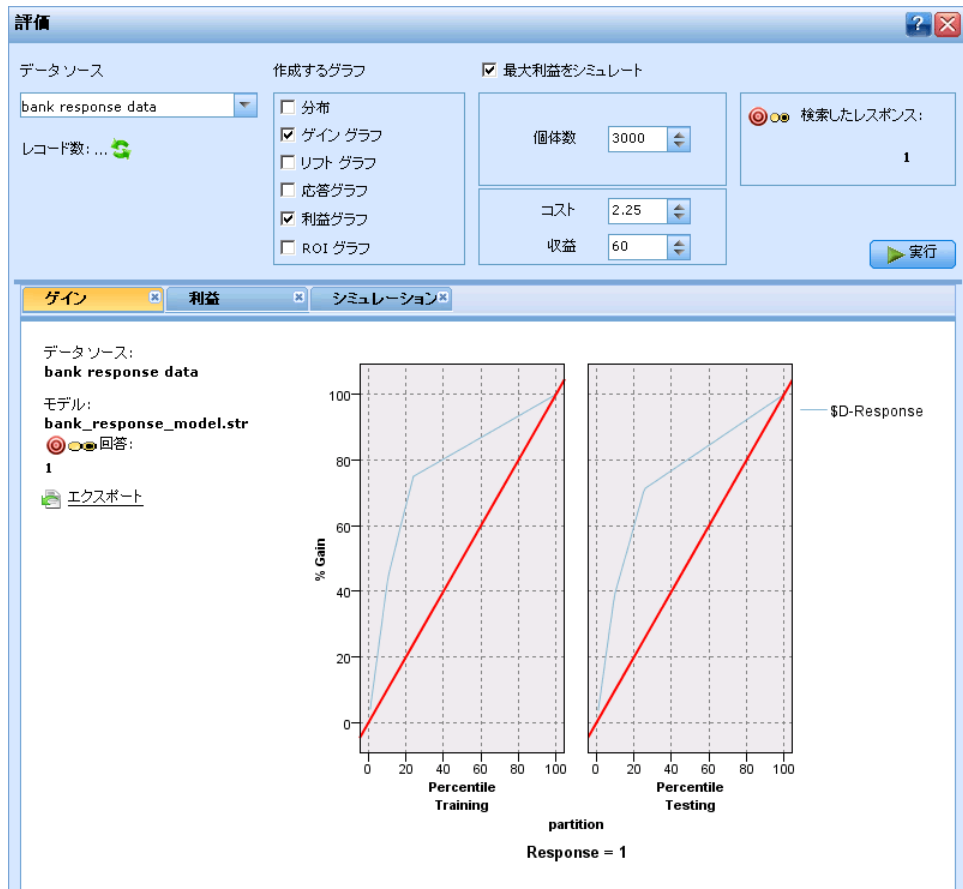 評価
データソース
bank response data
レコード数: ...
作成するグラフ
分布
ゲイン グラフ
リフト グラフ
応答グラフ
利益グラフ
ROI グラフ
最大利益をシミュレート
個体数 3000
コスト 2.25
収益 60
検索したレスポンス:
1
実行
ゲイン 利益 シミュレーション
データソース:
bank response data
モデル:
bank_response_model.str
回答:
1
エクスポート
% Gain
100
80
60
40
20
0
0 20 40 60 80 100
Percentile
Training
0 20 40 60 80 100
Percentile
Testing
partition
Response = 1
$D-Response